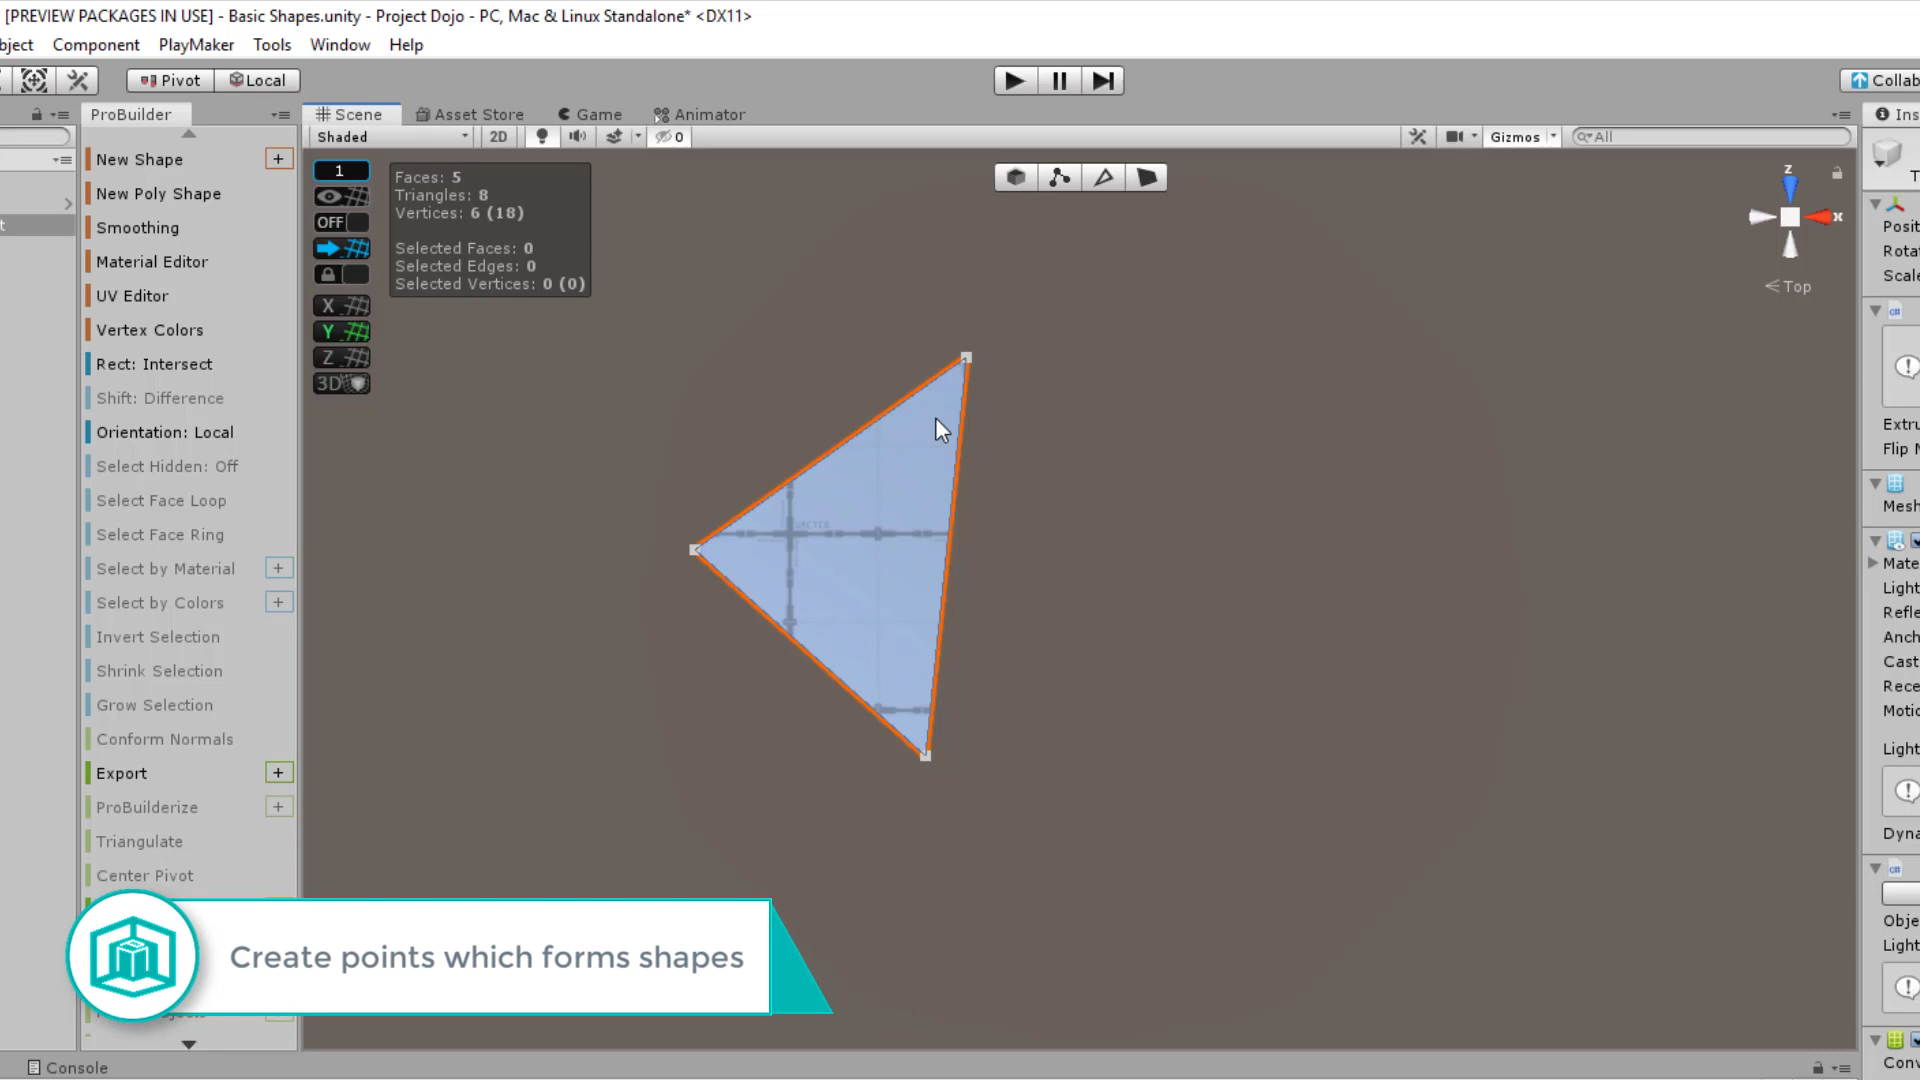 [PREVIEW PACKAGES IN USE] - Basic Shapes.unity - Project Dojo - PC, Mac & Linux Standalone* <DX11>
bject Component PlayMaker Tools Window Help
Pivot Local Collab
ProBuilder Scene Asset Store Game Animator Ins
Shaded 2D 0 Gizmos All
New Shape +
New Poly Shape
Smoothing
Material Editor
UV Editor
Vertex Colors
Rect: Intersect
Shift: Difference
Orientation: Local
Select Hidden: Off
Select Face Loop
Select Face Ring
Select by Material +
Select by Colors +
Invert Selection
Shrink Selection
Grow Selection
Conform Normals
Export +
ProBuilderize +
Triangulate
Center Pivot
t
1
OFF
X
Y
Z
3D
Faces: 5
Triangles: 8
Vertices: 6 (18)
Selected Faces: 0
Selected Edges: 0
Selected Vertices: 0 (0)
z
x
Top
T
Posit
Rotat
Scale
Extru
Flip N
Mesh
Mate
Light
Refle
Anch
Cast
Rece
Motio
Light
Dyna
Obje
Light
Conv
Create points which forms shapes
Console